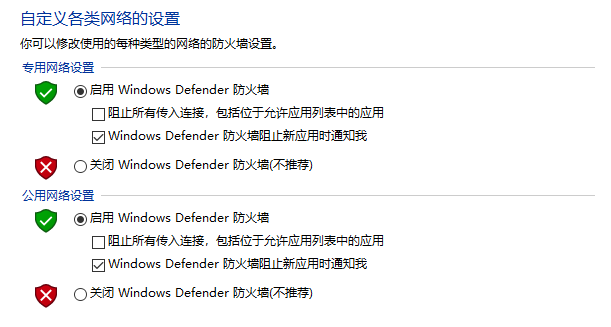 自定义各类网络的设置
你可以修改使用的每种类型的网络的防火墙设置。
专用网络设置
启用 Windows Defender 防火墙
阻止所有传入连接，包括位于允许应用列表中的应用
Windows Defender 防火墙阻止新应用时通知我
关闭 Windows Defender 防火墙(不推荐)
公用网络设置
启用 Windows Defender 防火墙
阻止所有传入连接，包括位于允许应用列表中的应用
Windows Defender 防火墙阻止新应用时通知我
关闭 Windows Defender 防火墙(不推荐)